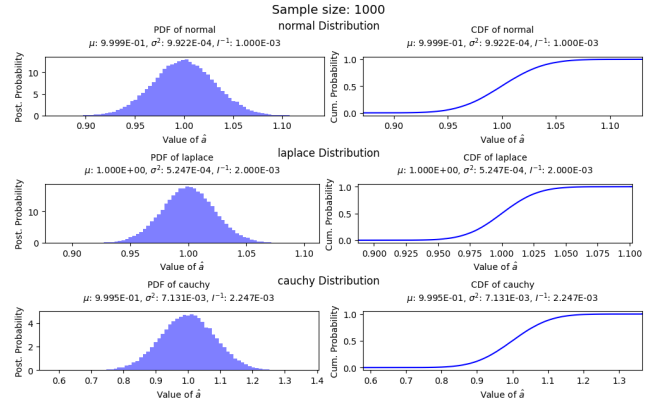 Sample size: 1000
normal Distribution
PDF of normal
μ: 9.999E-01, σ²: 9.922E-04, I⁻¹: 1.000E-03
Post. Probability
10
5
0
0.90 0.95 1.00 1.05 1.10
Value of â
CDF of normal
μ: 9.999E-01, σ²: 9.922E-04, I⁻¹: 1.000E-03
Cum. Probability
1.0
0.5
0.0
0.90 0.95 1.00 1.05 1.10
Value of â
laplace Distribution
PDF of laplace
μ: 1.000E+00, σ²: 5.247E-04, I⁻¹: 2.000E-03
Post. Probability
10
0
0.90 0.95 1.00 1.05 1.10
Value of â
CDF of laplace
μ: 1.000E+00, σ²: 5.247E-04, I⁻¹: 2.000E-03
Cum. Probability
1.0
0.5
0.0
0.900 0.925 0.950 0.975 1.000 1.025 1.050 1.075 1.100
Value of â
cauchy Distribution
PDF of cauchy
μ: 9.995E-01, σ²: 7.131E-03, I⁻¹: 2.247E-03
Post. Probability
4
2
0
0.6 0.7 0.8 0.9 1.0 1.1 1.2 1.3 1.4
Value of â
CDF of cauchy
μ: 9.995E-01, σ²: 7.131E-03, I⁻¹: 2.247E-03
Cum. Probability
1.0
0.5
0.0
0.6 0.7 0.8 0.9 1.0 1.1 1.2 1.3
Value of â